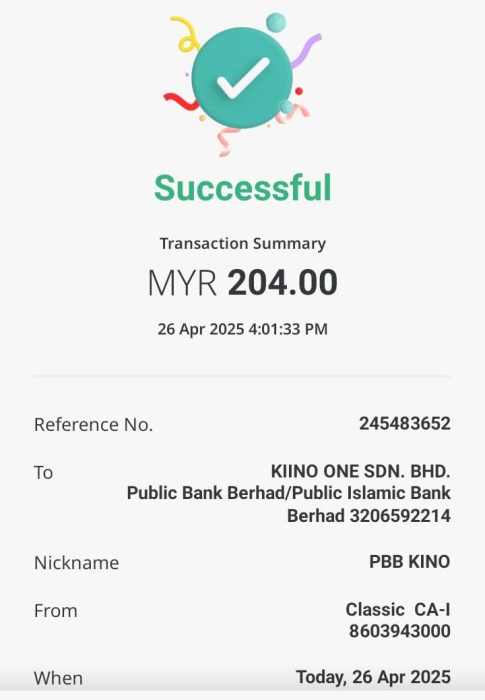 Successful
Transaction Summary
MYR 204.00
26 Apr 2025 4:01:33 PM
Reference No. 245483652
To KIINO ONE SDN. BHD.
Public Bank Berhad/Public Islamic Bank
Berhad 3206592214
Nickname PBB KINO
From Classic CA-I
8603943000
When Today, 26 Apr 2025